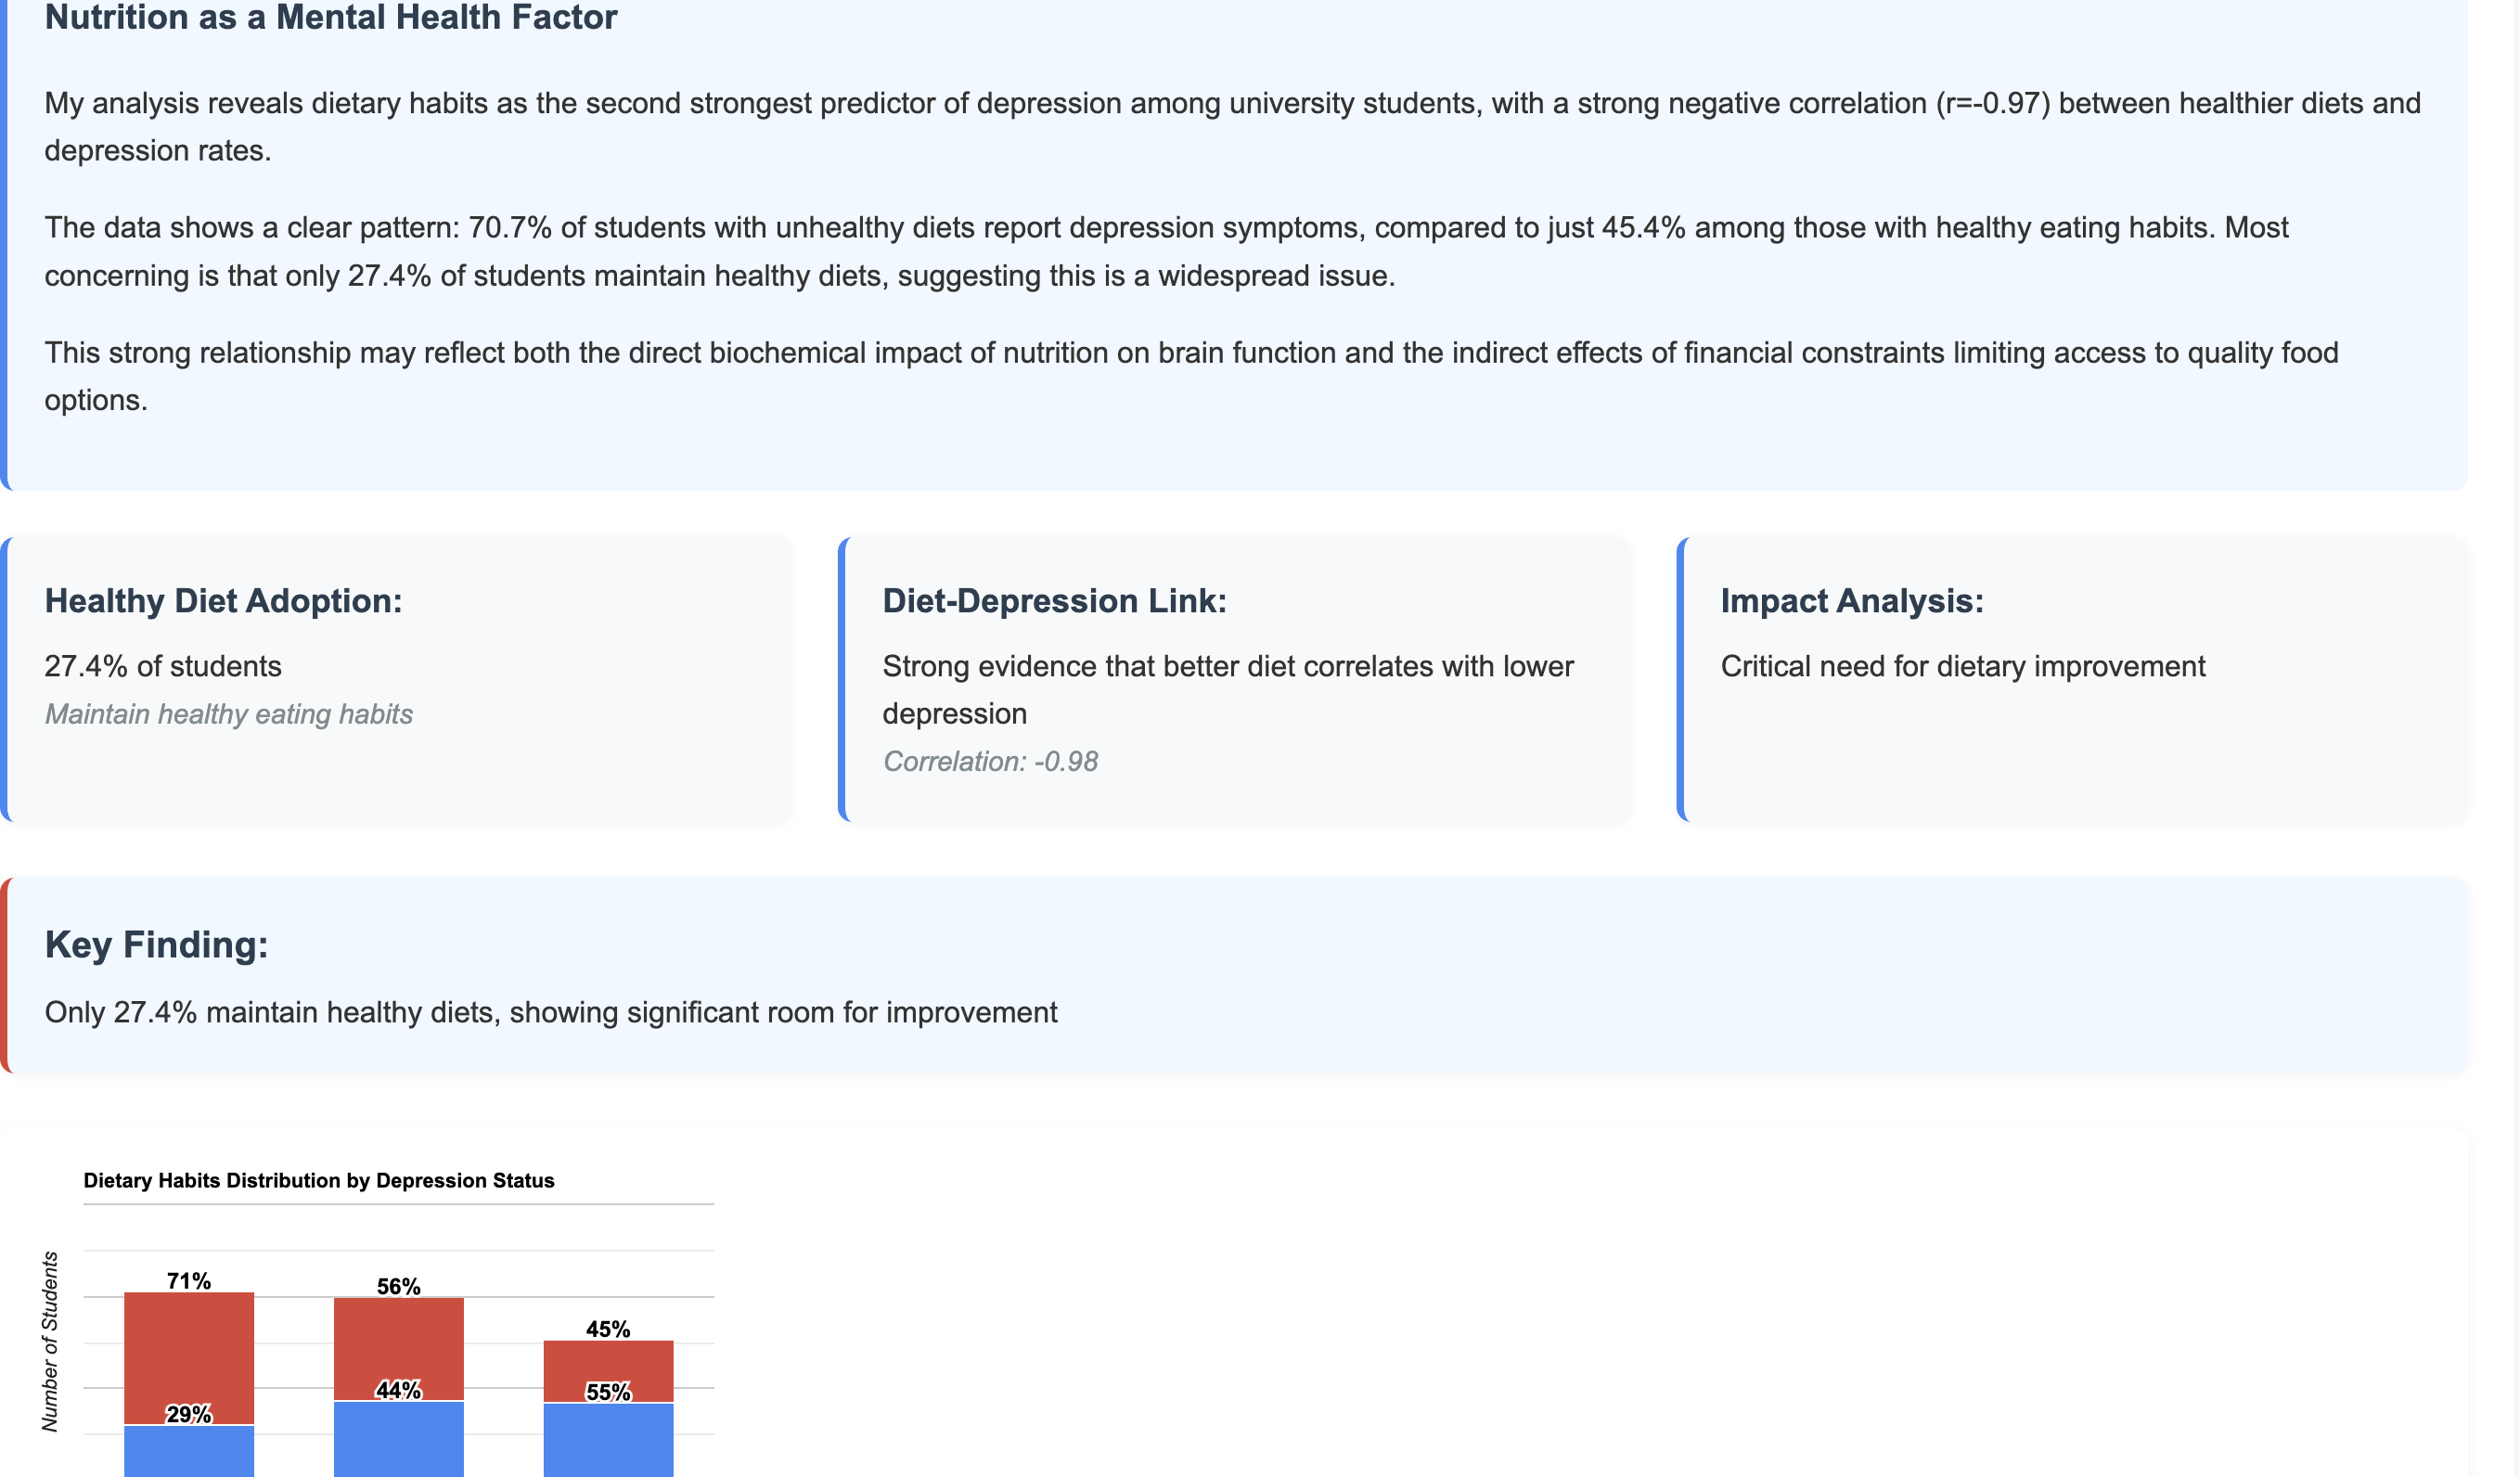 Nutrition as a Mental Health Factor
My analysis reveals dietary habits as the second strongest predictor of depression among university students, with a strong negative correlation (r=-0.97) between healthier diets and
depression rates.
The data shows a clear pattern: 70.7% of students with unhealthy diets report depression symptoms, compared to just 45.4% among those with healthy eating habits. Most
concerning is that only 27.4% of students maintain healthy diets, suggesting this is a widespread issue.
This strong relationship may reflect both the direct biochemical impact of nutrition on brain function and the indirect effects of financial constraints limiting access to quality food
options.
Healthy Diet Adoption:
27.4% of students
Maintain healthy eating habits
Diet-Depression Link:
Strong evidence that better diet correlates with lower
depression
Correlation: -0.98
Impact Analysis:
Critical need for dietary improvement
Key Finding:
Only 27.4% maintain healthy diets, showing significant room for improvement
Dietary Habits Distribution by Depression Status
Number of Students
71%
56%
45%
29%
44%
55%